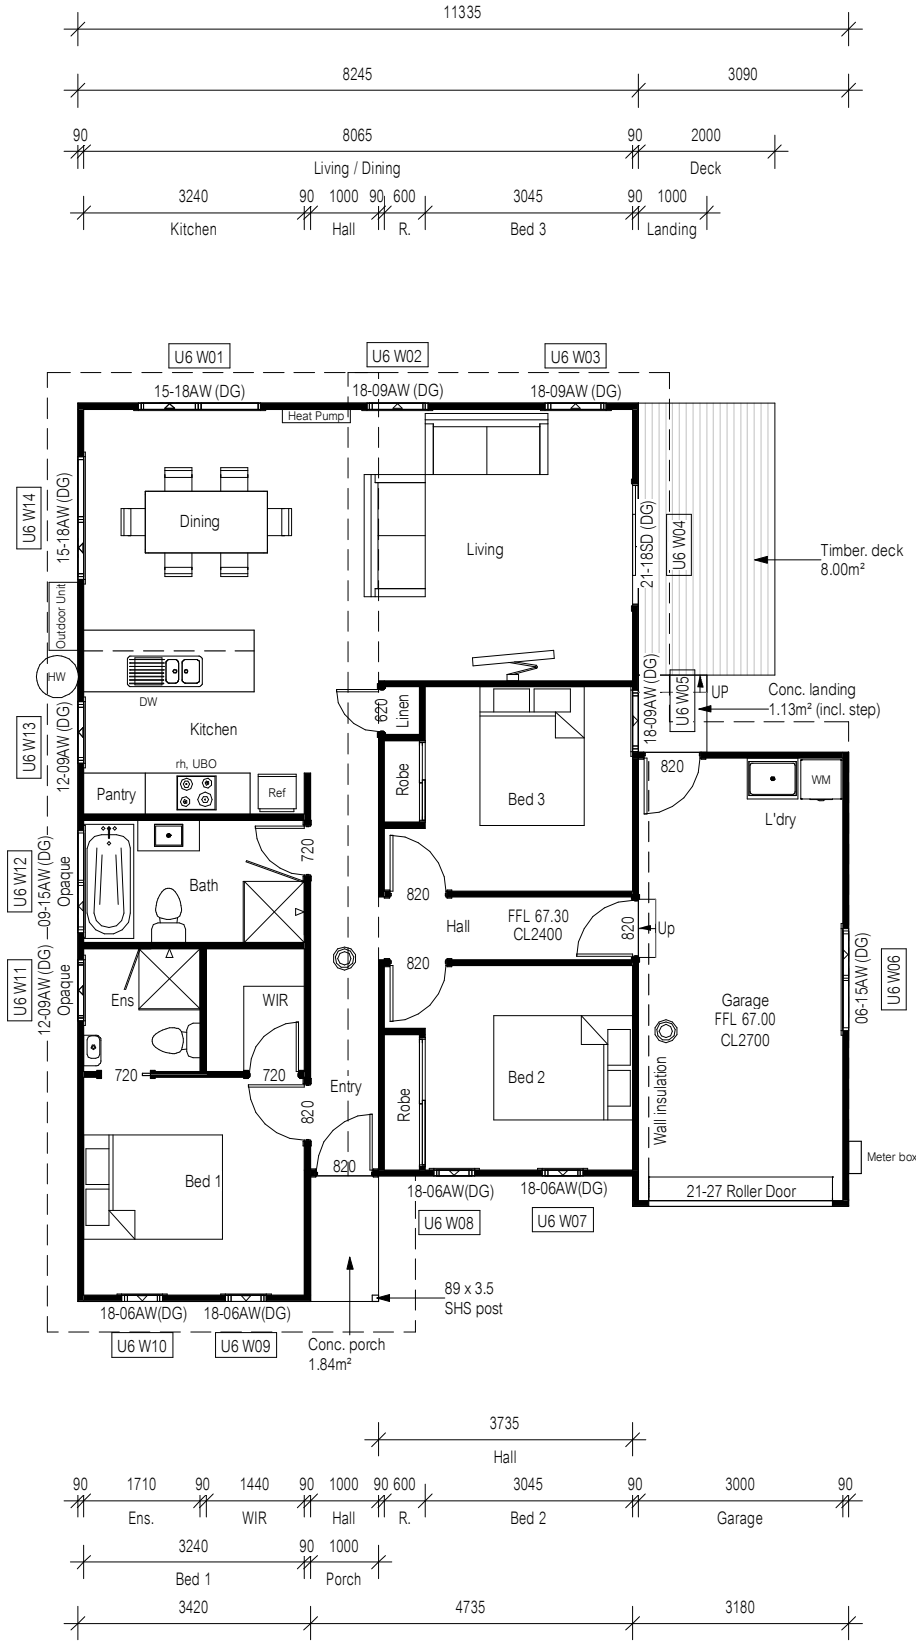 11335
8245 3090
90 8065 90 2000
Living / Dining Deck
3240 90 1000 90 600 3045 90 1000
Kitchen Hall R. Bed 3 Landing
U6 W01 U6 W02 U6 W03
15-18AW (DG) 18-09AW (DG) 18-09AW (DG)
Heat Pump
U6 W14
15-18AW (DG)
Dining
Living
21-18SD (DG)
U6 W04
Timber. deck
8.00m²
Outdoor Unit
HW
DW
Kitchen
U6 W13
12-09AW (DG)
620
Linen
18-09AW (DG)
U6 W05
UP
Conc. landing
1.13m² (incl. step)
rh, UBO
Pantry
Ref
Robe
Bed 3
820
WM
L'dry
U6 W12
09-15AW (DG)
Opaque
Bath
720
820
Hall
FFL 67.30
CL2400
820
Up
820
U6 W11
12-09AW (DG)
Opaque
Ens
WIR
Garage
FFL 67.00
CL2700
06-15AW (DG)
U6 W06
720
720
Entry
820
Robe
Bed 2
Wall insulation
Bed 1
820
Meter box
21-27 Roller Door
18-06AW(DG) 18-06AW(DG)
U6 W08 U6 W07
89 x 3.5
SHS post
18-06AW(DG) 18-06AW(DG)
U6 W10 U6 W09
Conc. porch
1.84m²
3735
Hall
90 1710 90 1440 90 1000 90 600 3045 90 3000 90
Ens. WIR Hall R. Bed 2 Garage
3240 90 1000
Bed 1 Porch
3420 4735 3180